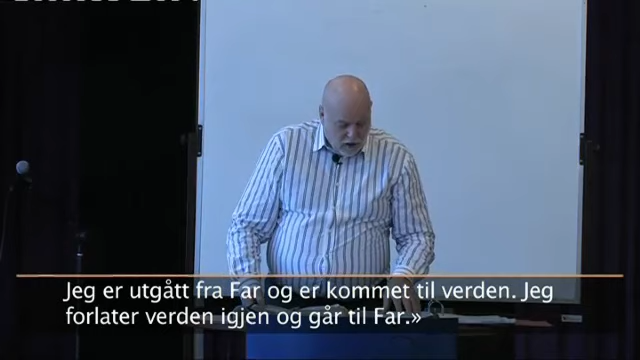 Jeg er utgått fra Far og er kommet til verden. Jeg
forlater verden igjen og går til Far.»